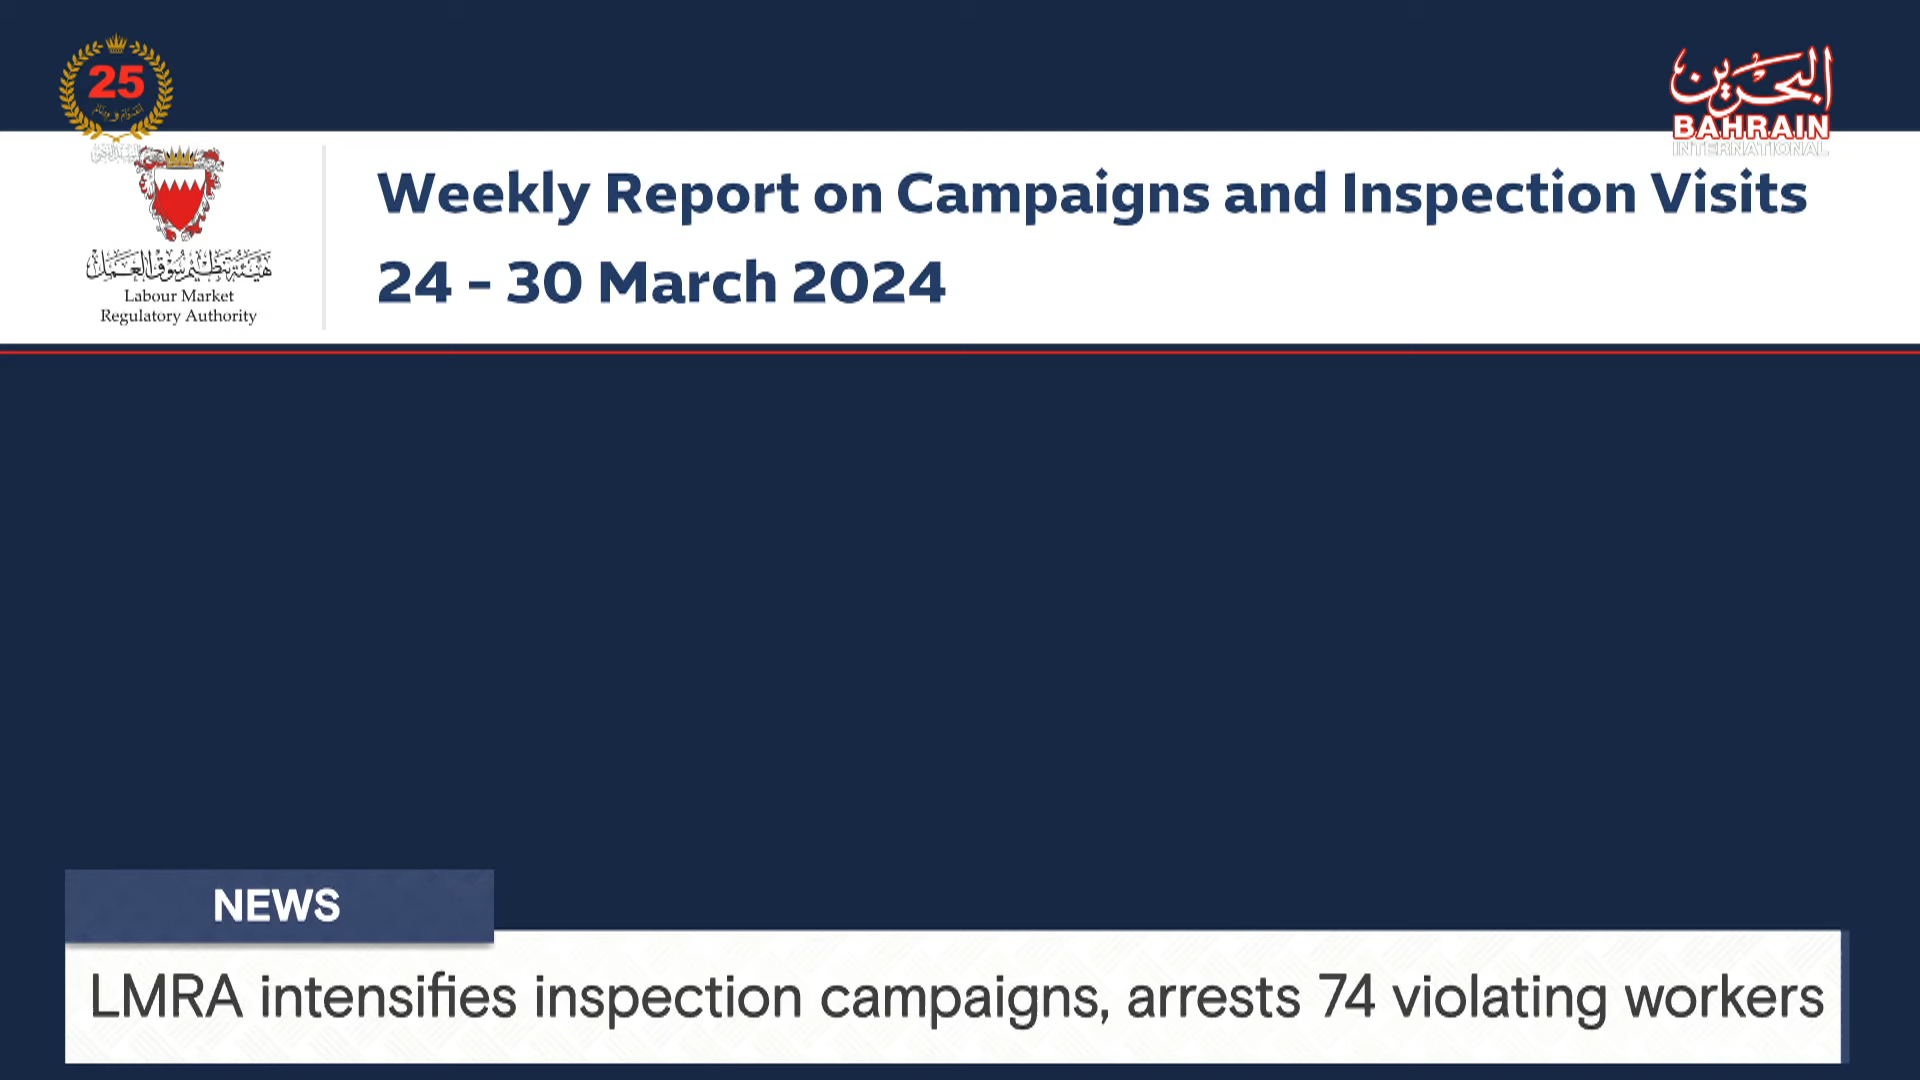 25
البحرين
BAHRAIN
INTERNATIONAL
Weekly Report on Campaigns and Inspection Visits
24 - 30 March 2024
هيئة تنظيم سوق العمل
Labour Market
Regulatory Authority
NEWS
LMRA intensifies inspection campaigns, arrests 74 violating workers